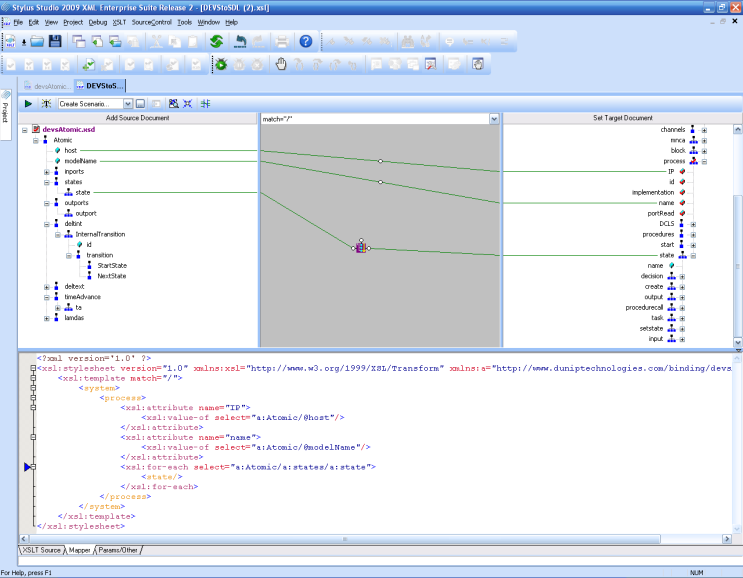 Stylus Studio 2009 XML Enterprise Suite Release 2 - [DEVStoSDL (2).xsl]
File Edit View Project Debug XSLT SourceControl Tools Window Help
devsAtomic... DEVStoS...
Project
Create Scenario...
Add Source Document
match="/"
Set Target Document
devsAtomic.xsd
Atomic
host
modelName
inports
states
state
outports
outport
deltint
InternalTransition
id
transition
StartState
NextState
deltext
timeAdvance
ta
lamdas
channels
mnca
block
process
IP
id
implementation
name
portRead
DCLS
procedures
start
state
name
decision
create
output
procedurecall
task
setstate
input
<?xml version='1.0' ?>
<xsl:stylesheet version="1.0" xmlns:xsl="http://www.w3.org/1999/XSL/Transform" xmlns:a="http://www.duniptechnologies.com/binding/devs
<xsl:template match="/">
<system>
<process>
<xsl:attribute name="IP">
<xsl:value-of select="a:Atomic/@host"/>
</xsl:attribute>
<xsl:attribute name="name">
<xsl:value-of select="a:Atomic/@modelName"/>
</xsl:attribute>
<xsl:for-each select="a:Atomic/a:states/a:state">
<state/>
</xsl:for-each>
</process>
</system>
</xsl:template>
</xsl:stylesheet>
XSLT Source Mapper Params/Other
For Help, press F1
NUM